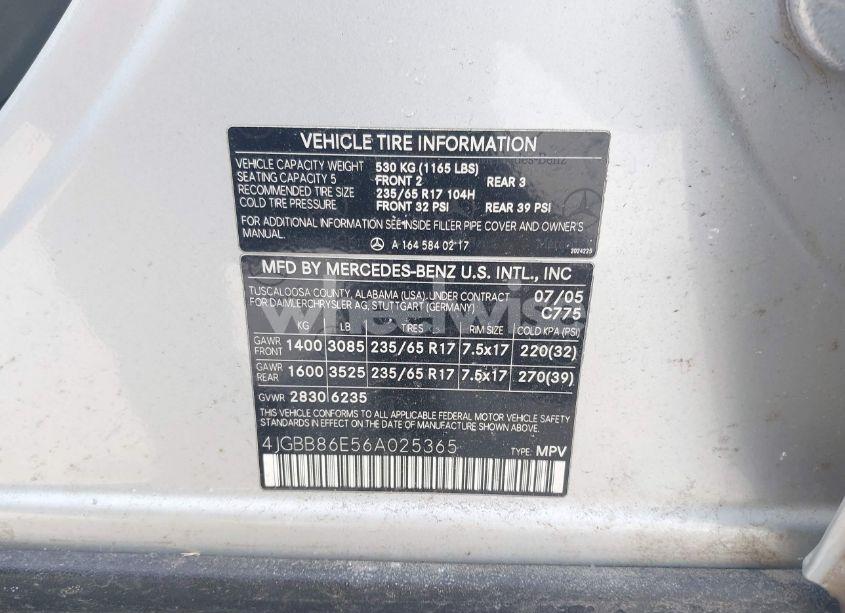 VEHICLE TIRE INFORMATION
VEHICLE CAPACITY WEIGHT 530 KG (1165 LBS)
SEATING CAPACITY 5 FRONT 2 REAR 3
RECOMMENDED TIRE SIZE 235/65 R17 104H
COLD TIRE PRESSURE FRONT 32 PSI REAR 39 PSI
FOR ADDITIONAL INFORMATION SEE INSIDE FILLER PIPE COVER AND OWNER'S
MANUAL.
A 164 584 02 17
MFD BY MERCEDES-BENZ U.S. INTL., INC
TUSCALOOSA COUNTY, ALABAMA (USA). UNDER CONTRACT 07/05
FOR DAIMLERCHRYSLER AG, STUTTGART (GERMANY) C775
KG LB TIRES RIM SIZE COLD KPA (PSI)
GAWR FRONT 1400 3085 235/65 R17 7.5x17 220(32)
GAWR REAR 1600 3525 235/65 R17 7.5x17 270(39)
GVWR 2830 6235
THIS VEHICLE CONFORMS TO ALL APPLICABLE FEDERAL MOTOR VEHICLE SAFETY
STANDARDS IN EFFECT ON THE DATE OF MANUFACTURE SHOWN ABOVE.
4JGBB86E56A025365
TYPE: MPV